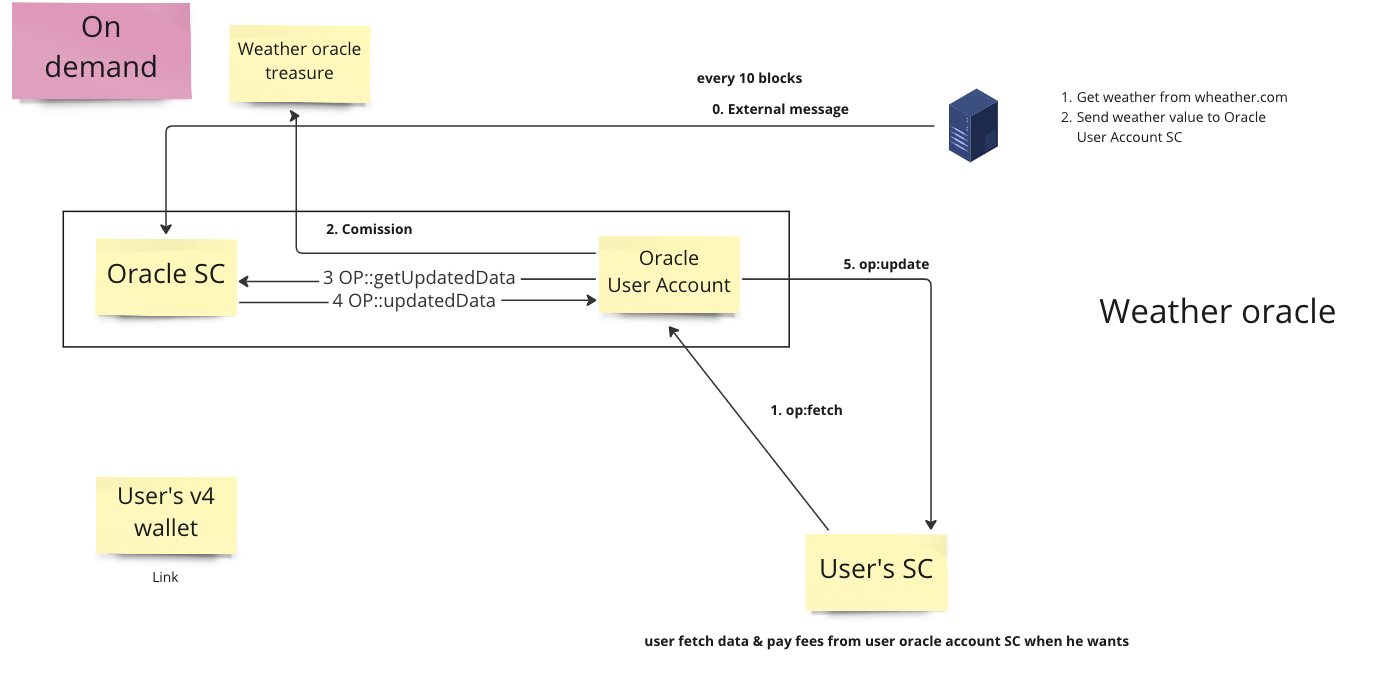 On
demand
Weather oracle
treasure
every 10 blocks
0. External message
1. Get weather from wheather.com
2. Send weather value to Oracle
User Account SC
2. Comission
Oracle SC
3 OP::getUpdatedData
4 OP::updatedData
Oracle
User Account
5. op:update
Weather oracle
1. op:fetch
User's v4
wallet
Link
User's SC
user fetch data & pay fees from user oracle account SC when he wants